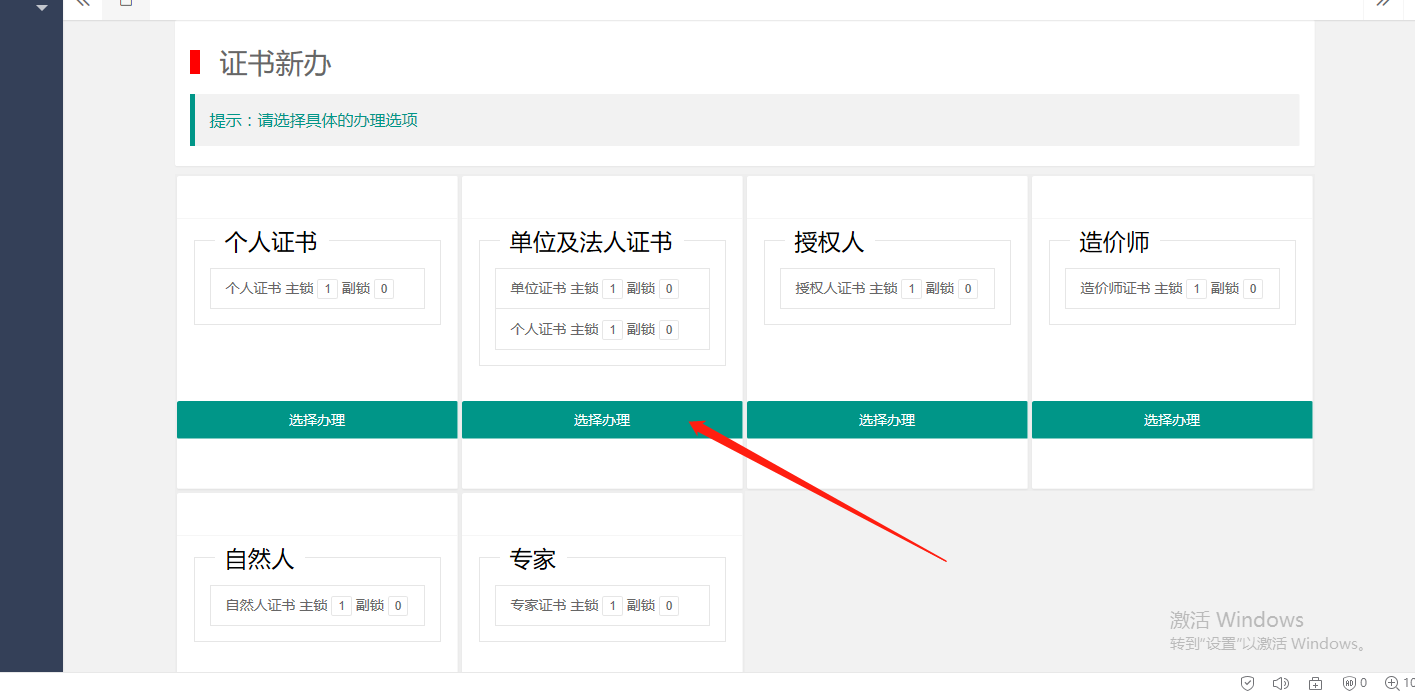 证书新办
提示：请选择具体的办理选项
个人证书
个人证书 主锁 1 副锁 0
选择办理
单位及法人证书
单位证书 主锁 1 副锁 0
个人证书 主锁 1 副锁 0
选择办理
授权人
授权人证书 主锁 1 副锁 0
选择办理
造价师
造价师证书 主锁 1 副锁 0
选择办理
自然人
自然人证书 主锁 1 副锁 0
专家
专家证书 主锁 1 副锁 0
激活 Windows
转到"设置"以激活 Windows。
AD 0